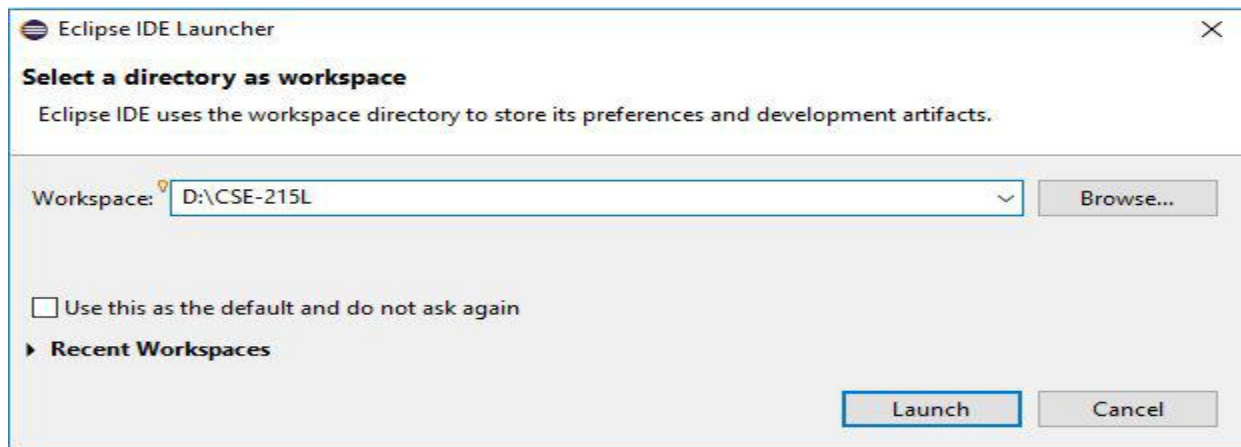 Eclipse IDE Launcher
Select a directory as workspace
Eclipse IDE uses the workspace directory to store its preferences and development artifacts.
Workspace: D:\CSE-215L Browse...
Use this as the default and do not ask again
Recent Workspaces
Launch Cancel